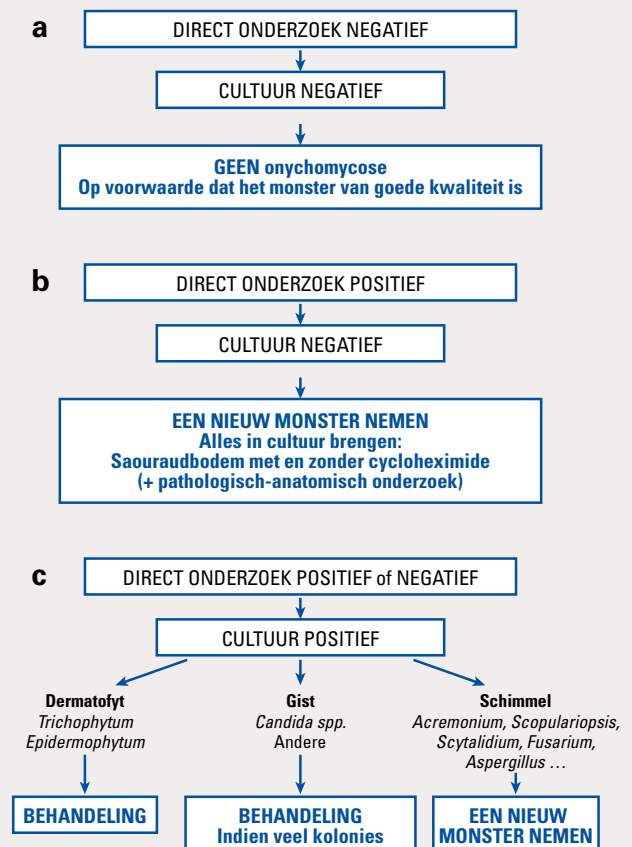 a
DIRECT ONDERZOEK NEGATIEF
CULTUUR NEGATIEF
GEEN onychomycose
Op voorwaarde dat het monster van goede kwaliteit is
b
DIRECT ONDERZOEK POSITIEF
CULTUUR NEGATIEF
EEN NIEUW MONSTER NEMEN
Alles in cultuur brengen:
Saouraudbodem met en zonder cycloheximide
(+ pathologisch-anatomisch onderzoek)
c
DIRECT ONDERZOEK POSITIEF of NEGATIEF
CULTUUR POSITIEF
Dermatofyt
Trichophytum
Epidermophytum
BEHANDELING
Gist
Candida spp.
Andere
BEHANDELING
Indien veel kolonies
Schimmel
Acremonium, Scopulariopsis,
Scytalidium, Fusarium,
Aspergillus …
EEN NIEUW
MONSTER NEMEN